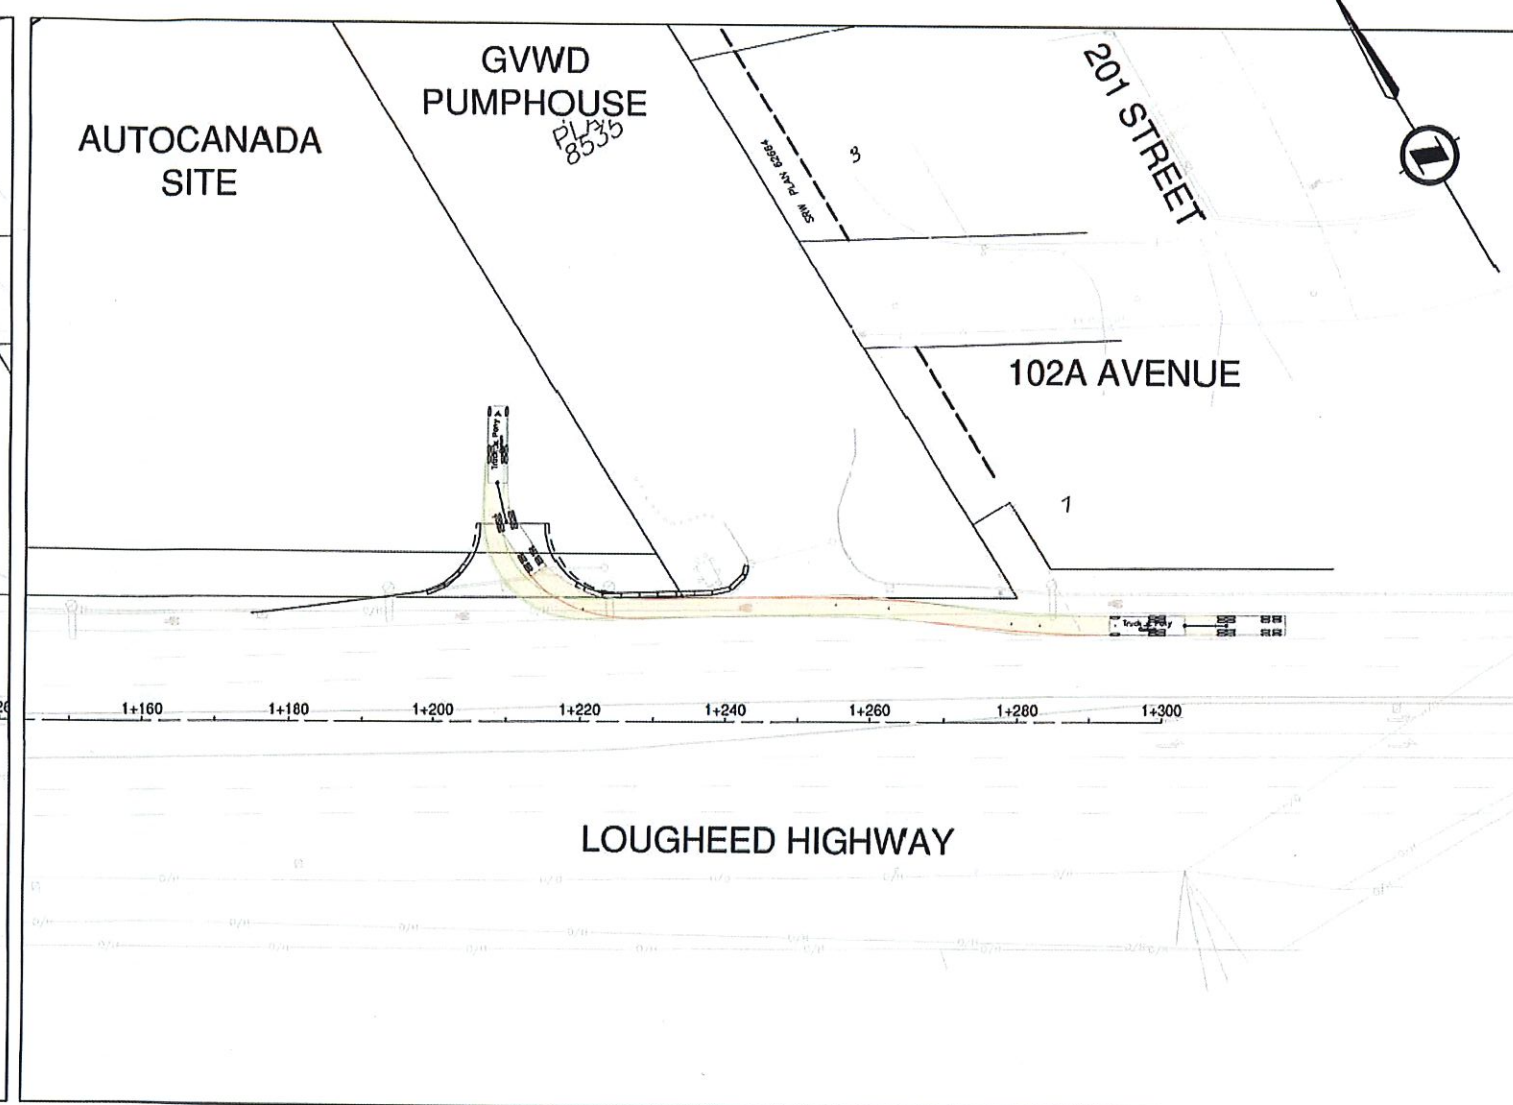 GVWD
PUMPHOUSE
PLAN
8535
AUTOCANADA
SITE
201 STREET
SRW PLAN 62664
3
102A AVENUE
1
1+160
1+180
1+200
1+220
1+240
1+260
1+280
1+300
LOUGHEED HIGHWAY